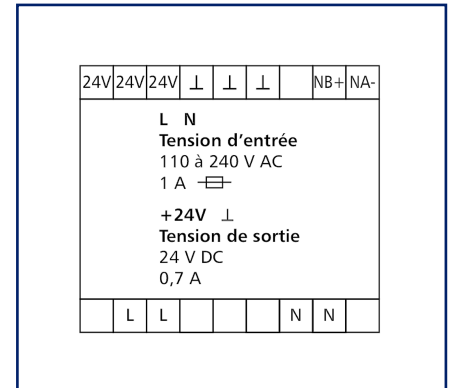 24V 24V 24V ⊥ ⊥ ⊥ NB+ NA-
L N
Tension d'entrée
110 à 240 V AC
1 A
+24V ⊥
Tension de sortie
24 V DC
0,7 A
L L N N